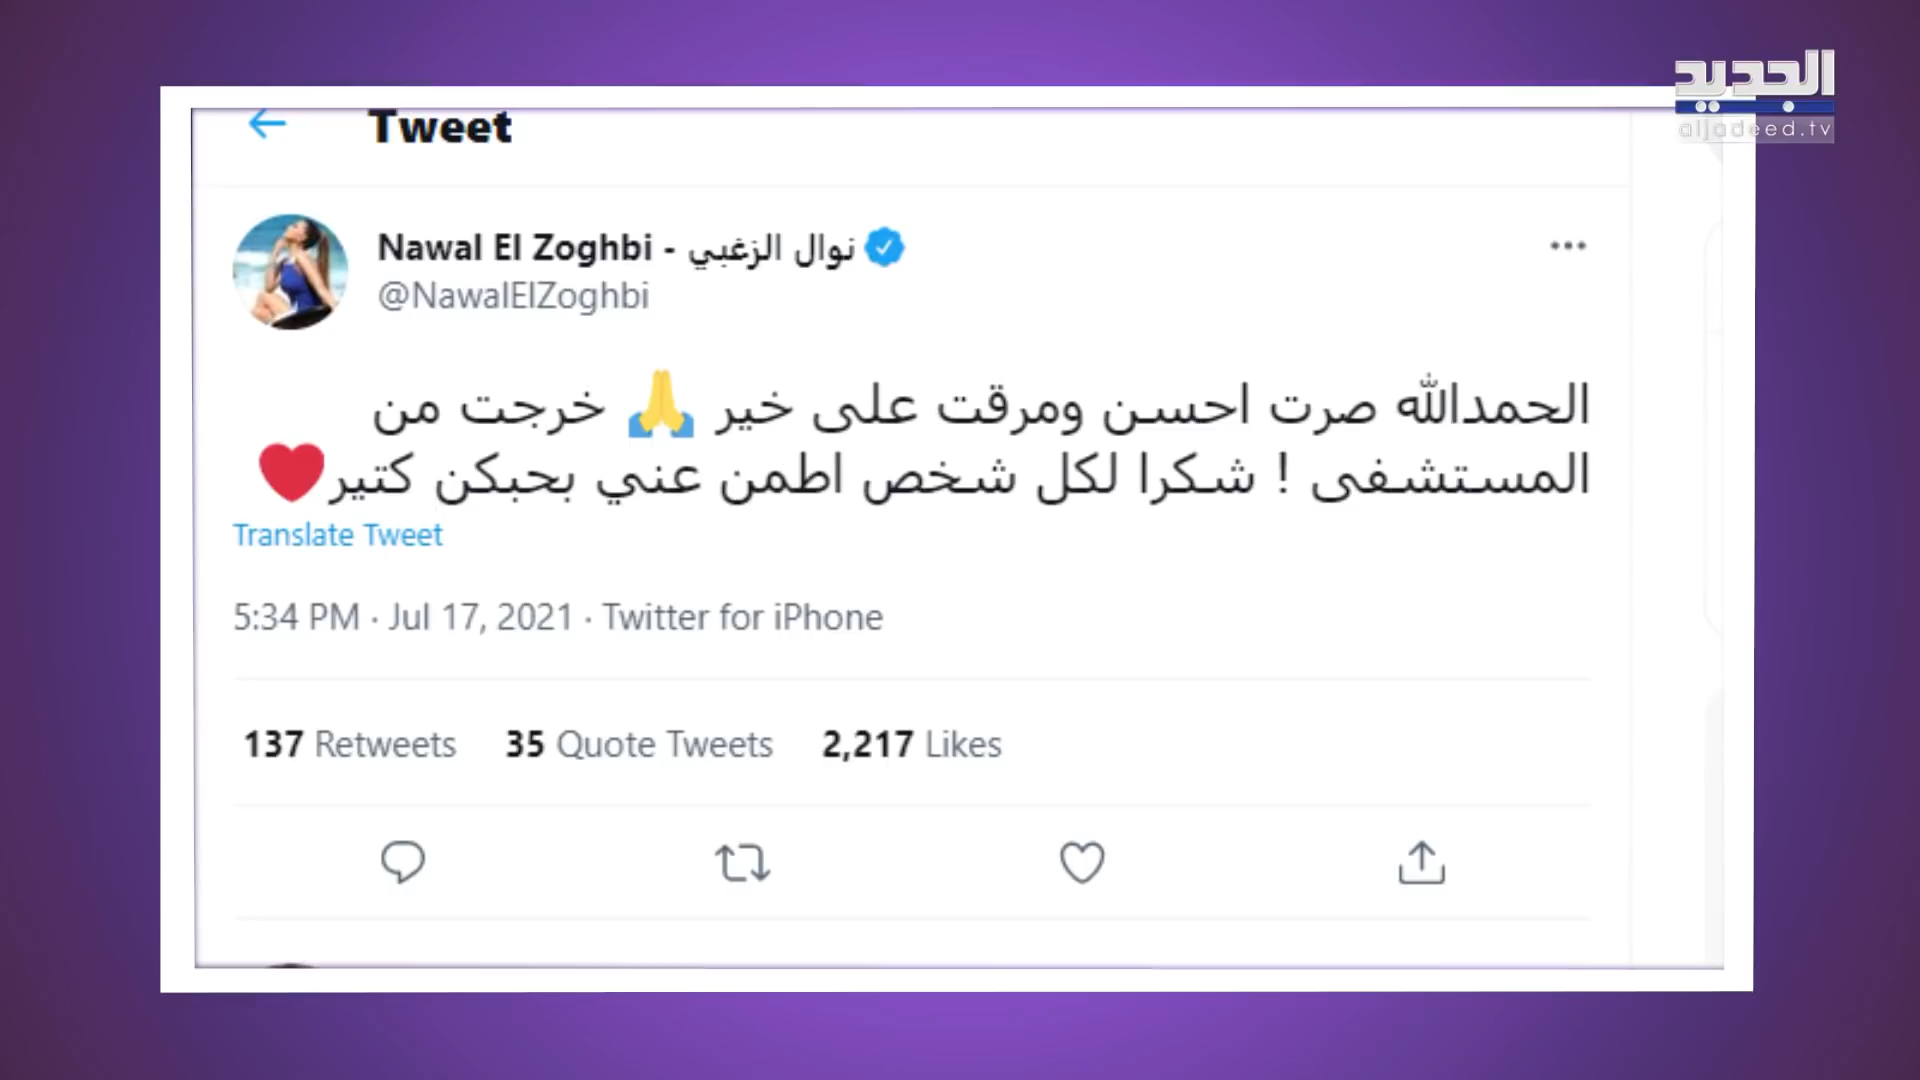 الجديد
aljadeed.tv
Tweet
Nawal El Zoghbi - نوال الزغبي
@NawalElZoghbi
الحمدالله صرت احسن ومرقت على خير 🙏 خرجت من
المستشفى ! شكرا لكل شخص اطمن عني بحبكن كتير❤️
Translate Tweet
5:34 PM · Jul 17, 2021 · Twitter for iPhone
137 Retweets 35 Quote Tweets 2,217 Likes